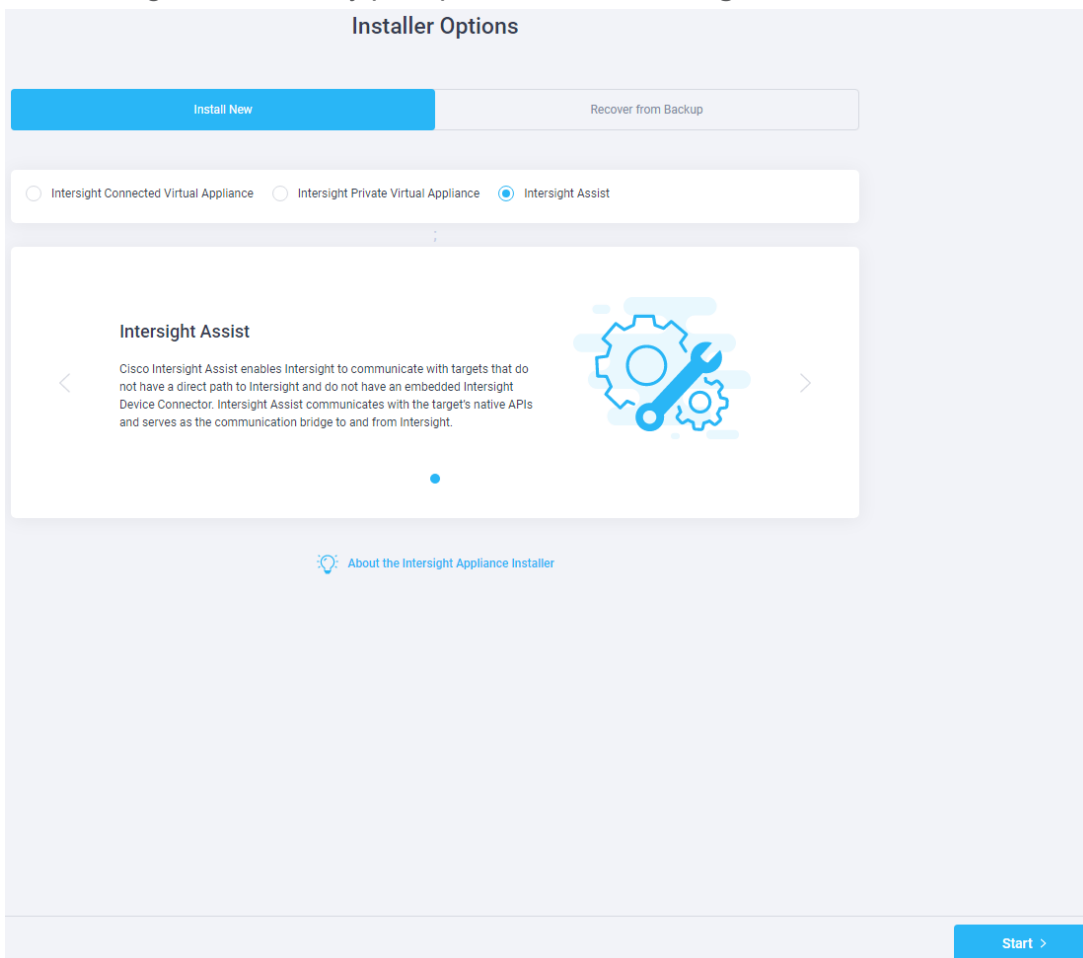 Installer Options
Install New
Recover from Backup
Intersight Connected Virtual Appliance
Intersight Private Virtual Appliance
Intersight Assist
;
Intersight Assist
Cisco Intersight Assist enables Intersight to communicate with targets that do
not have a direct path to Intersight and do not have an embedded Intersight
Device Connector. Intersight Assist communicates with the target's native APIs
and serves as the communication bridge to and from Intersight.
About the Intersight Appliance Installer
Start >